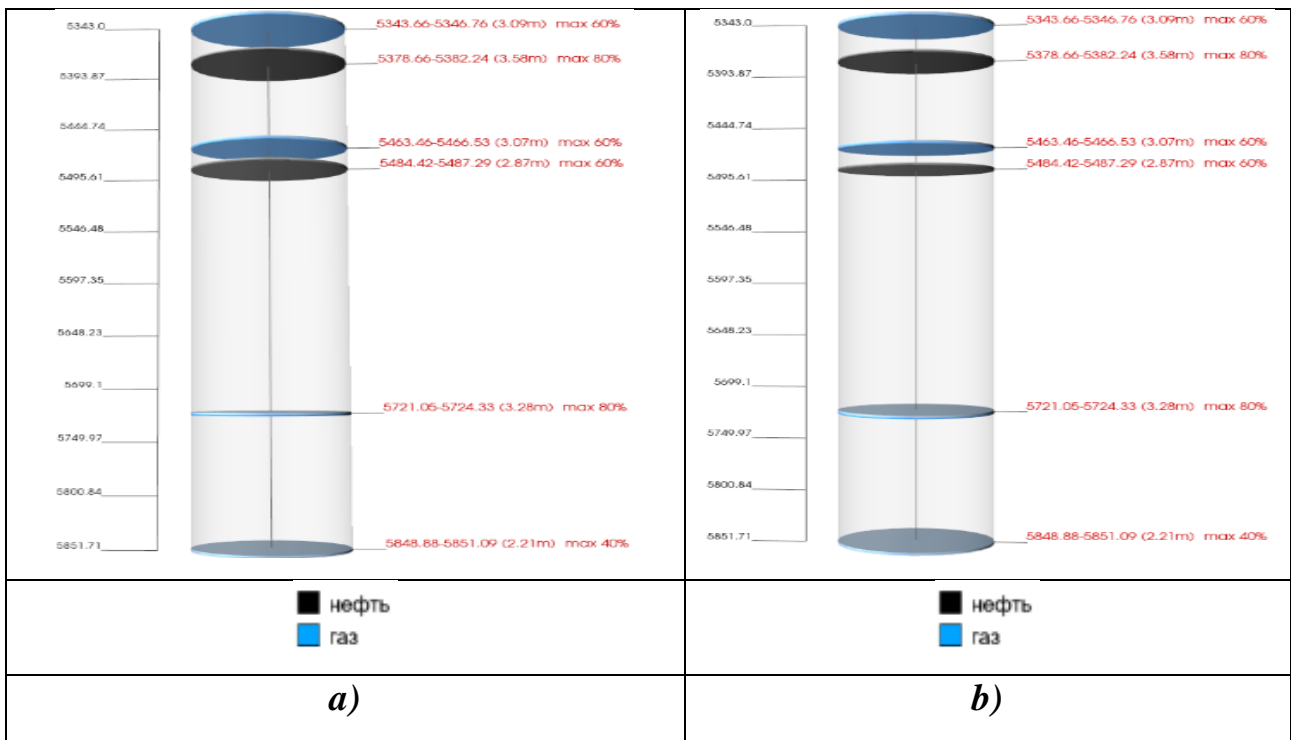 5343.0
5343.66-5346.76 (3.09m) max 60%
5378.66-5382.24 (3.58m) max 80%
5393.87
5444.74
5463.46-5466.53 (3.07m) max 60%
5484.42-5487.29 (2.87m) max 60%
5495.61
5546.48
5597.35
5648.23
5699.1
5721.05-5724.33 (3.28m) max 80%
5749.97
5800.84
5848.88-5851.09 (2.21m) max 40%
5851.71
нефть
газ
a)
5343.0
5343.66-5346.76 (3.09m) max 60%
5378.66-5382.24 (3.58m) max 80%
5393.87
5444.74
5463.46-5466.53 (3.07m) max 60%
5484.42-5487.29 (2.87m) max 60%
5495.61
5546.48
5597.35
5648.23
5699.1
5721.05-5724.33 (3.28m) max 80%
5749.97
5800.84
5848.88-5851.09 (2.21m) max 40%
5851.71
нефть
газ
b)